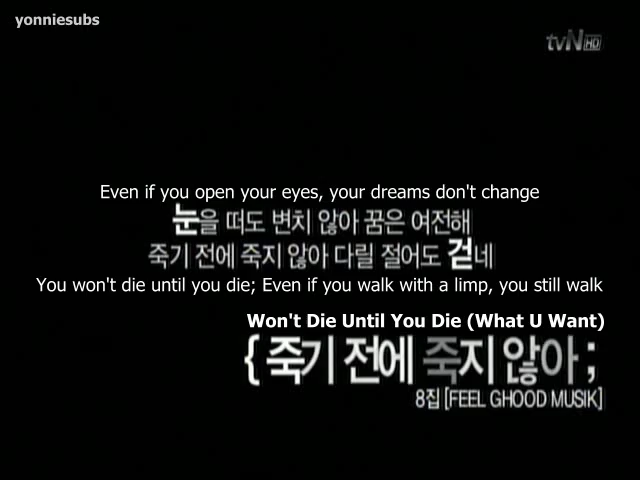 yonniesubs
tvN HD
Even if you open your eyes, your dreams don't change
눈을 떠도 변치 않아 꿈은 여전해
죽기 전에 죽지 않아 다릴 절어도 걷네
You won't die until you die; Even if you walk with a limp, you still walk
Won't Die Until You Die (What U Want)
{ 죽기 전에 죽지 않아 ;
8집 [FEEL GHOOD MUSIK]